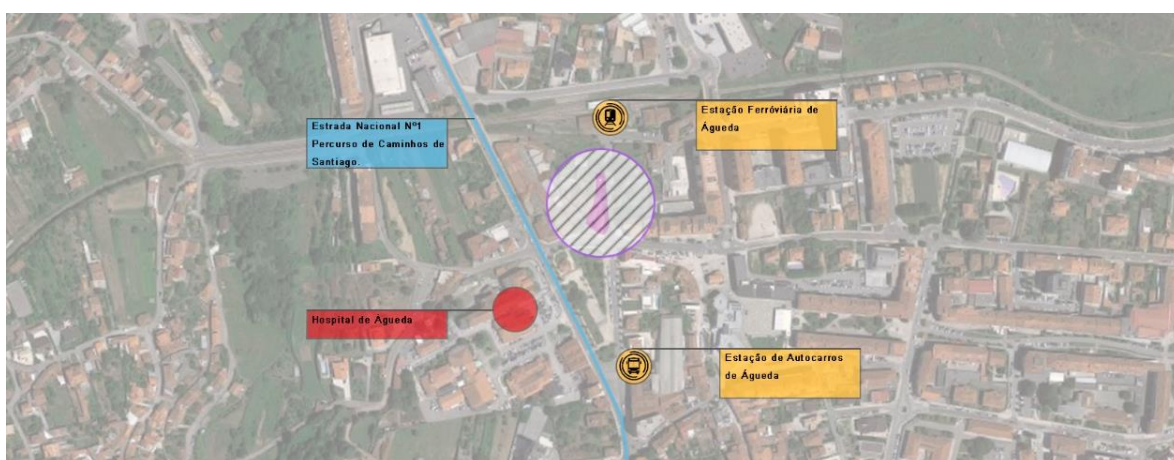 Estação Ferróviária de
Águeda
Estrada Nacional Nº1
Percurso de Caminhos de
Santiago.
Hospital de Águeda
Estação de Autocarros
de Águeda